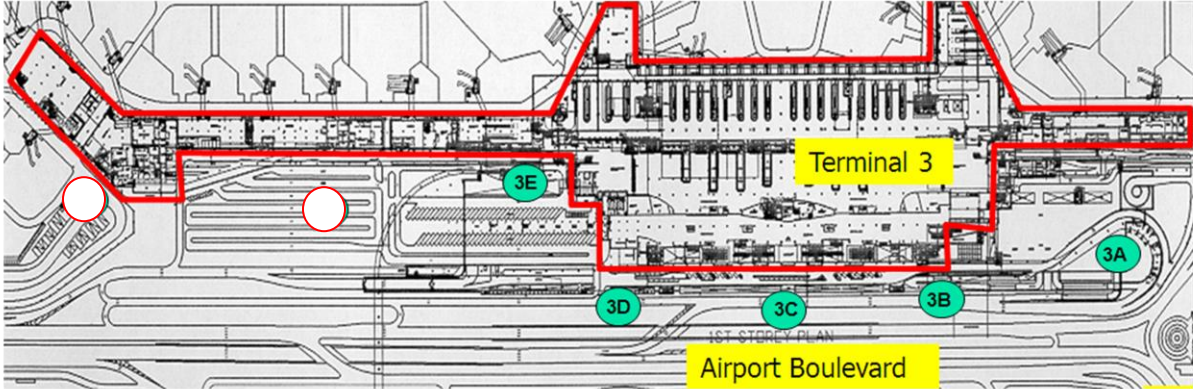 Terminal 3
3E
3A
3B
3D
3C
1ST STOREY PLAN
Airport Boulevard